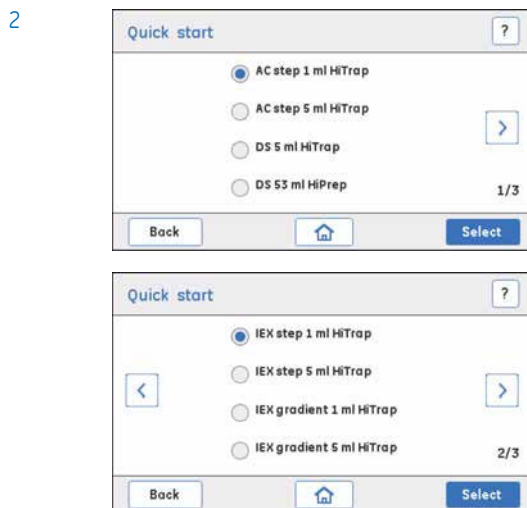 2
Quick start ?
AC step 1 ml HiTrap
AC step 5 ml HiTrap
>
DS 5 ml HiTrap
DS 53 ml HiPrep
1/3
Back
Select
Quick start ?
IEX step 1 ml HiTrap
IEX step 5 ml HiTrap
< >
IEX gradient 1 ml HiTrap
IEX gradient 5 ml HiTrap
2/3
Back
Select